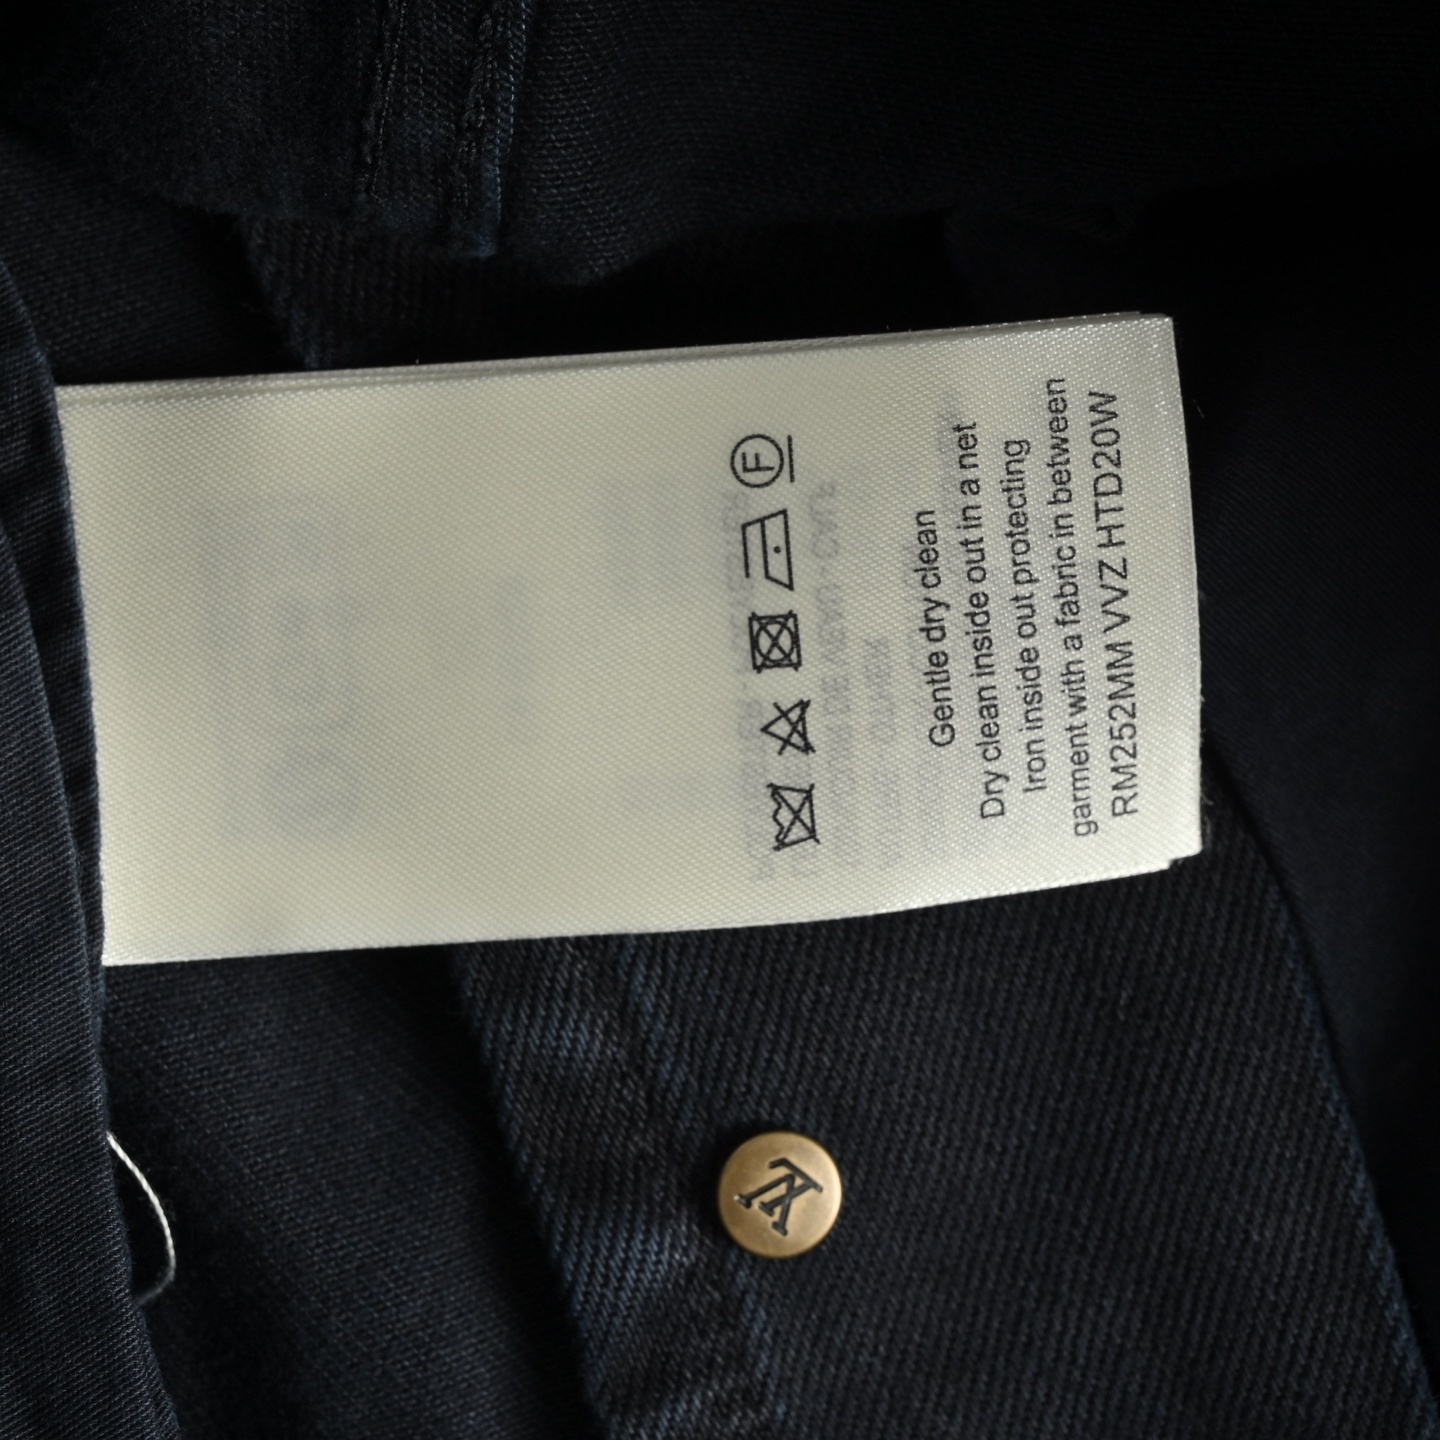 F
Gentle dry clean
Dry clean inside out in a net
Iron inside out protecting
garment with a fabric in between
RM252MM VVZ HTD20W
LV